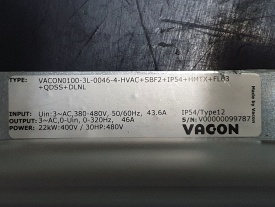 TYPE: VACON0100-3L-0046-4-HVAC+SBF2+IP54+HMTX+FL03
+QDSS+DLNL
INPUT: Uin:3~AC,380-480V, 50/60Hz, 43.6A IP54/Type12
OUTPUT: 3~AC,0-Uin, 0-320Hz, 46A S/N: V00000099787
POWER: 22kW:400V / 30HP:480V VACON
Made by Vacon